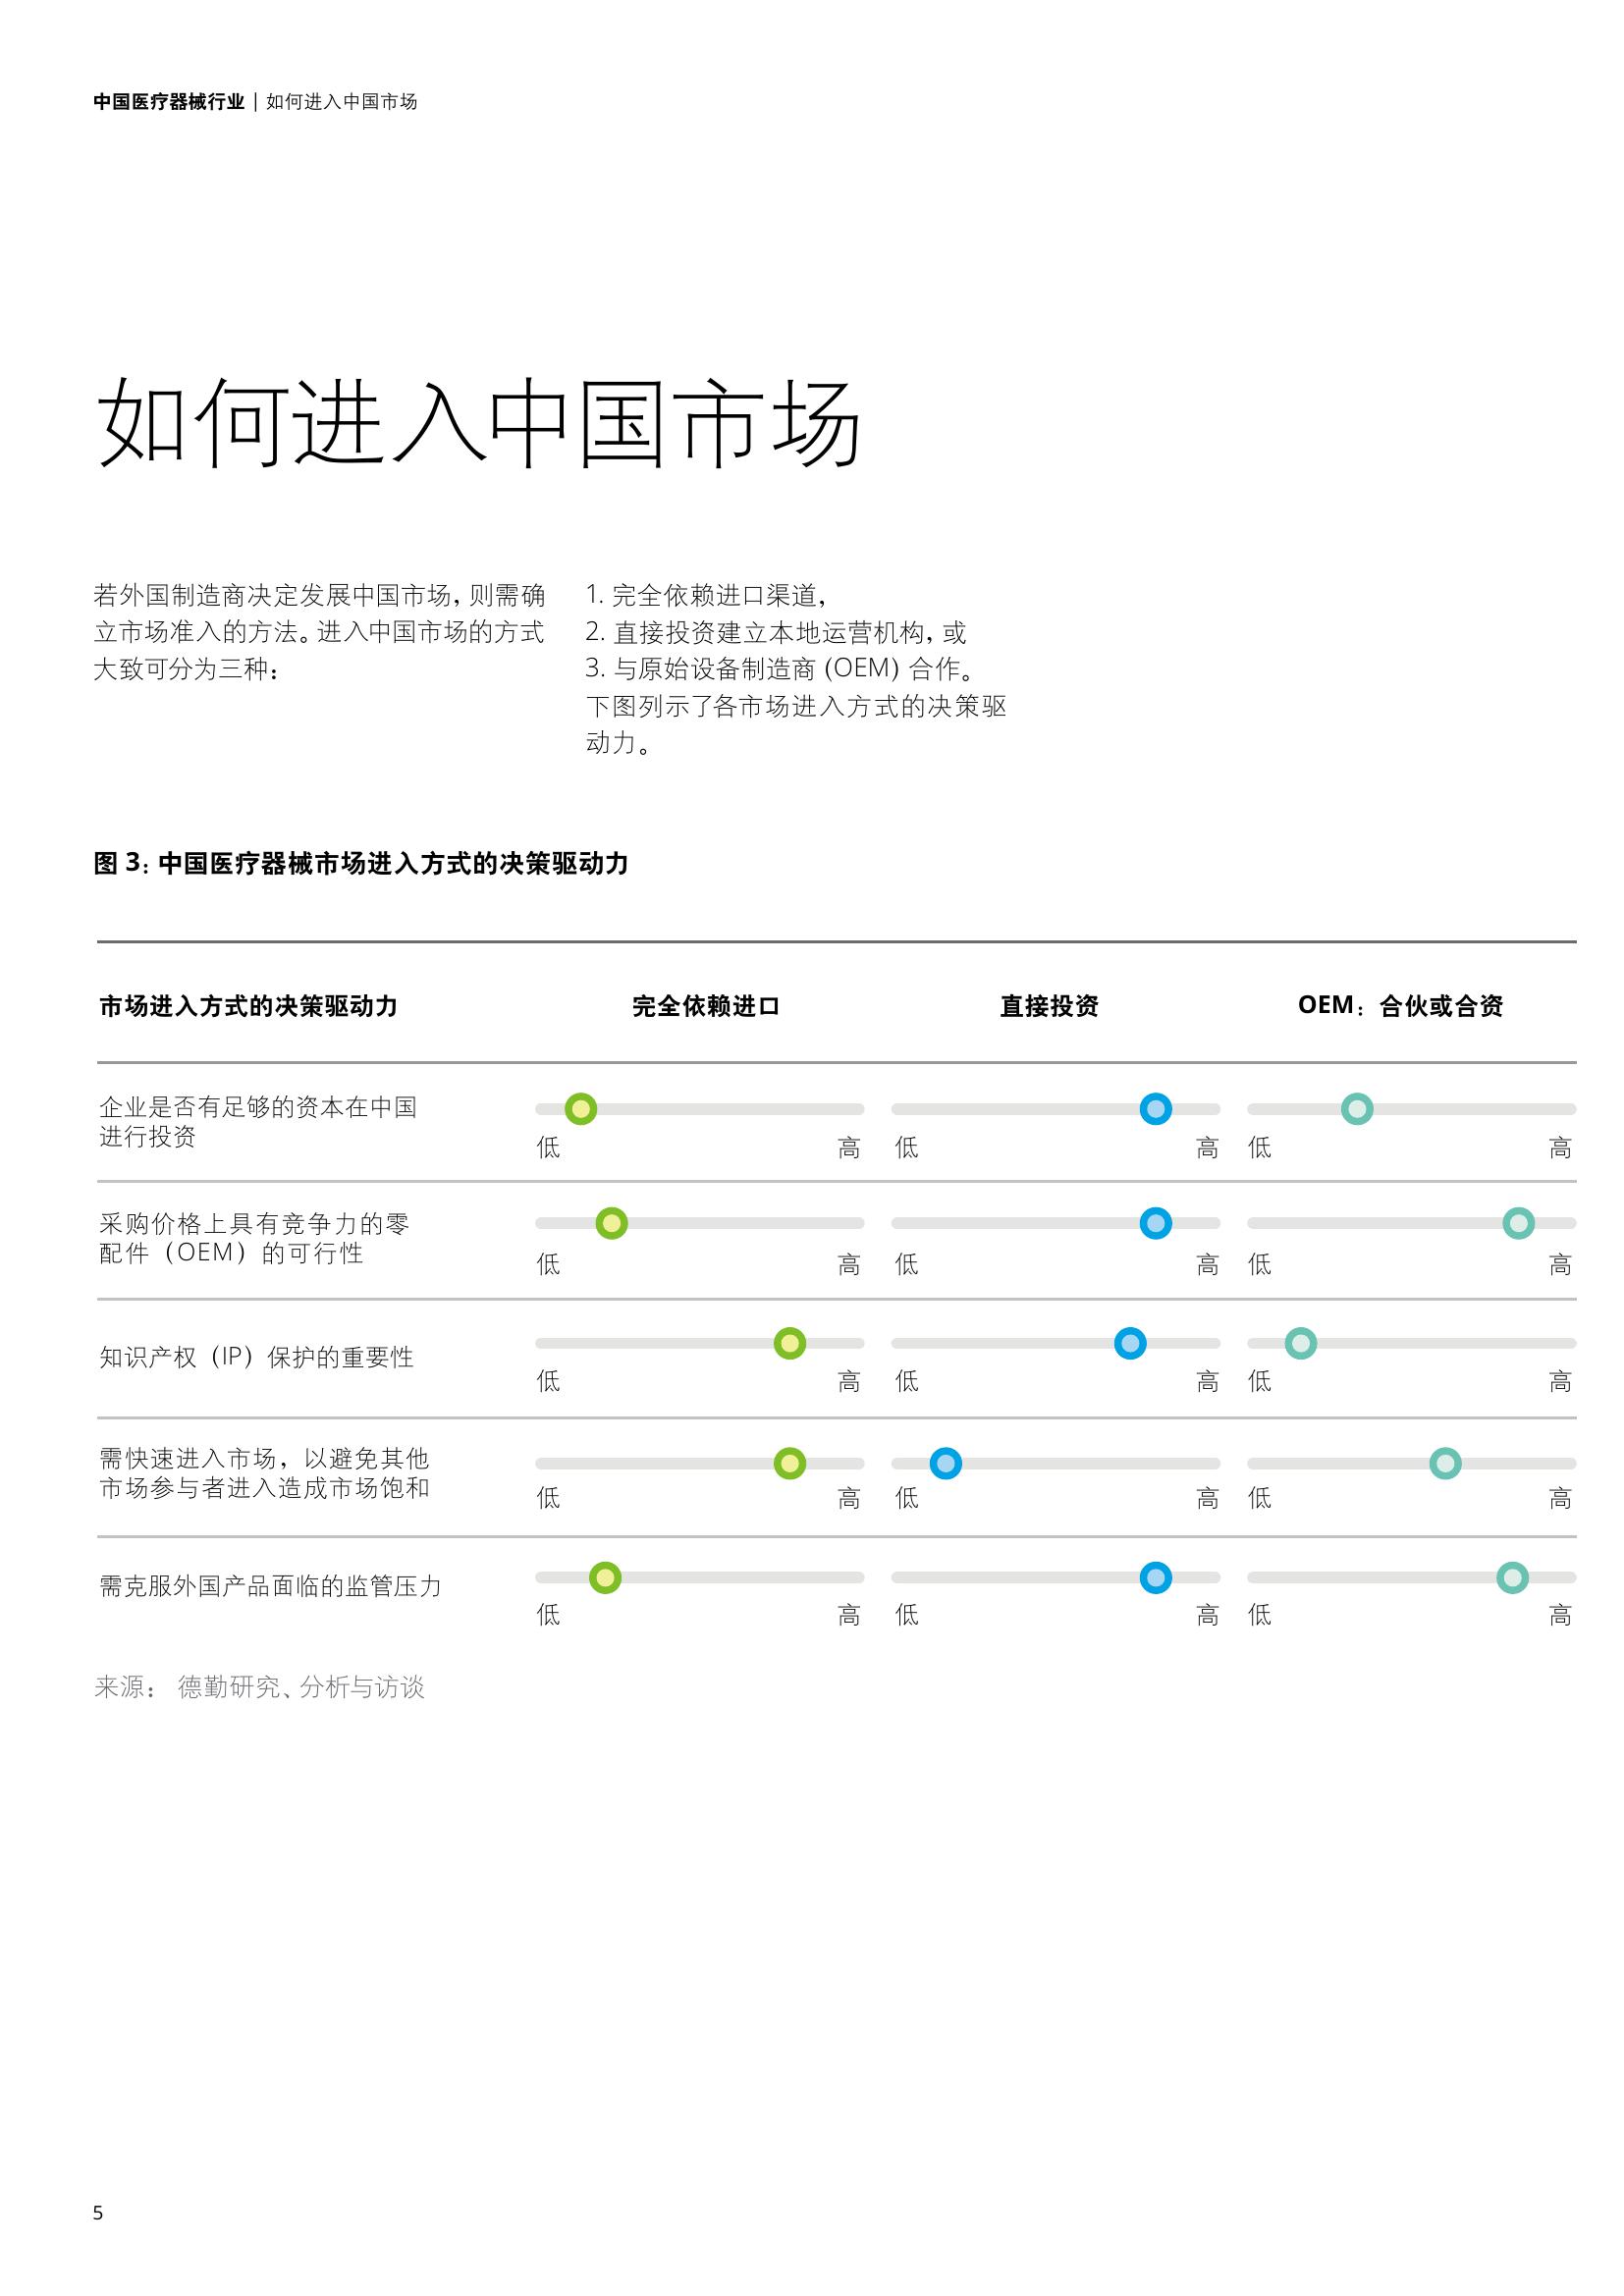 中国医疗器械行业 | 如何进入中国市场
如何进入中国市场
若外国制造商决定发展中国市场，则需确
立市场准入的方法。进入中国市场的方式
大致可分为三种：
1. 完全依赖进口渠道，
2. 直接投资建立本地运营机构，或
3. 与原始设备制造商 (OEM) 合作。
下图列示了各市场进入方式的决策驱
动力。
图 3：中国医疗器械市场进入方式的决策驱动力
市场进入方式的决策驱动力 完全依赖进口 直接投资 OEM：合伙或合资
企业是否有足够的资本在中国
进行投资
低 高 低 高 低 高
采购价格上具有竞争力的零
配件（OEM）的可行性
低 高 低 高 低 高
知识产权（IP）保护的重要性
低 高 低 高 低 高
需快速进入市场，以避免其他
市场参与者进入造成市场饱和
低 高 低 高 低 高
需克服外国产品面临的监管压力
低 高 低 高 低 高
来源： 德勤研究、分析与访谈
5